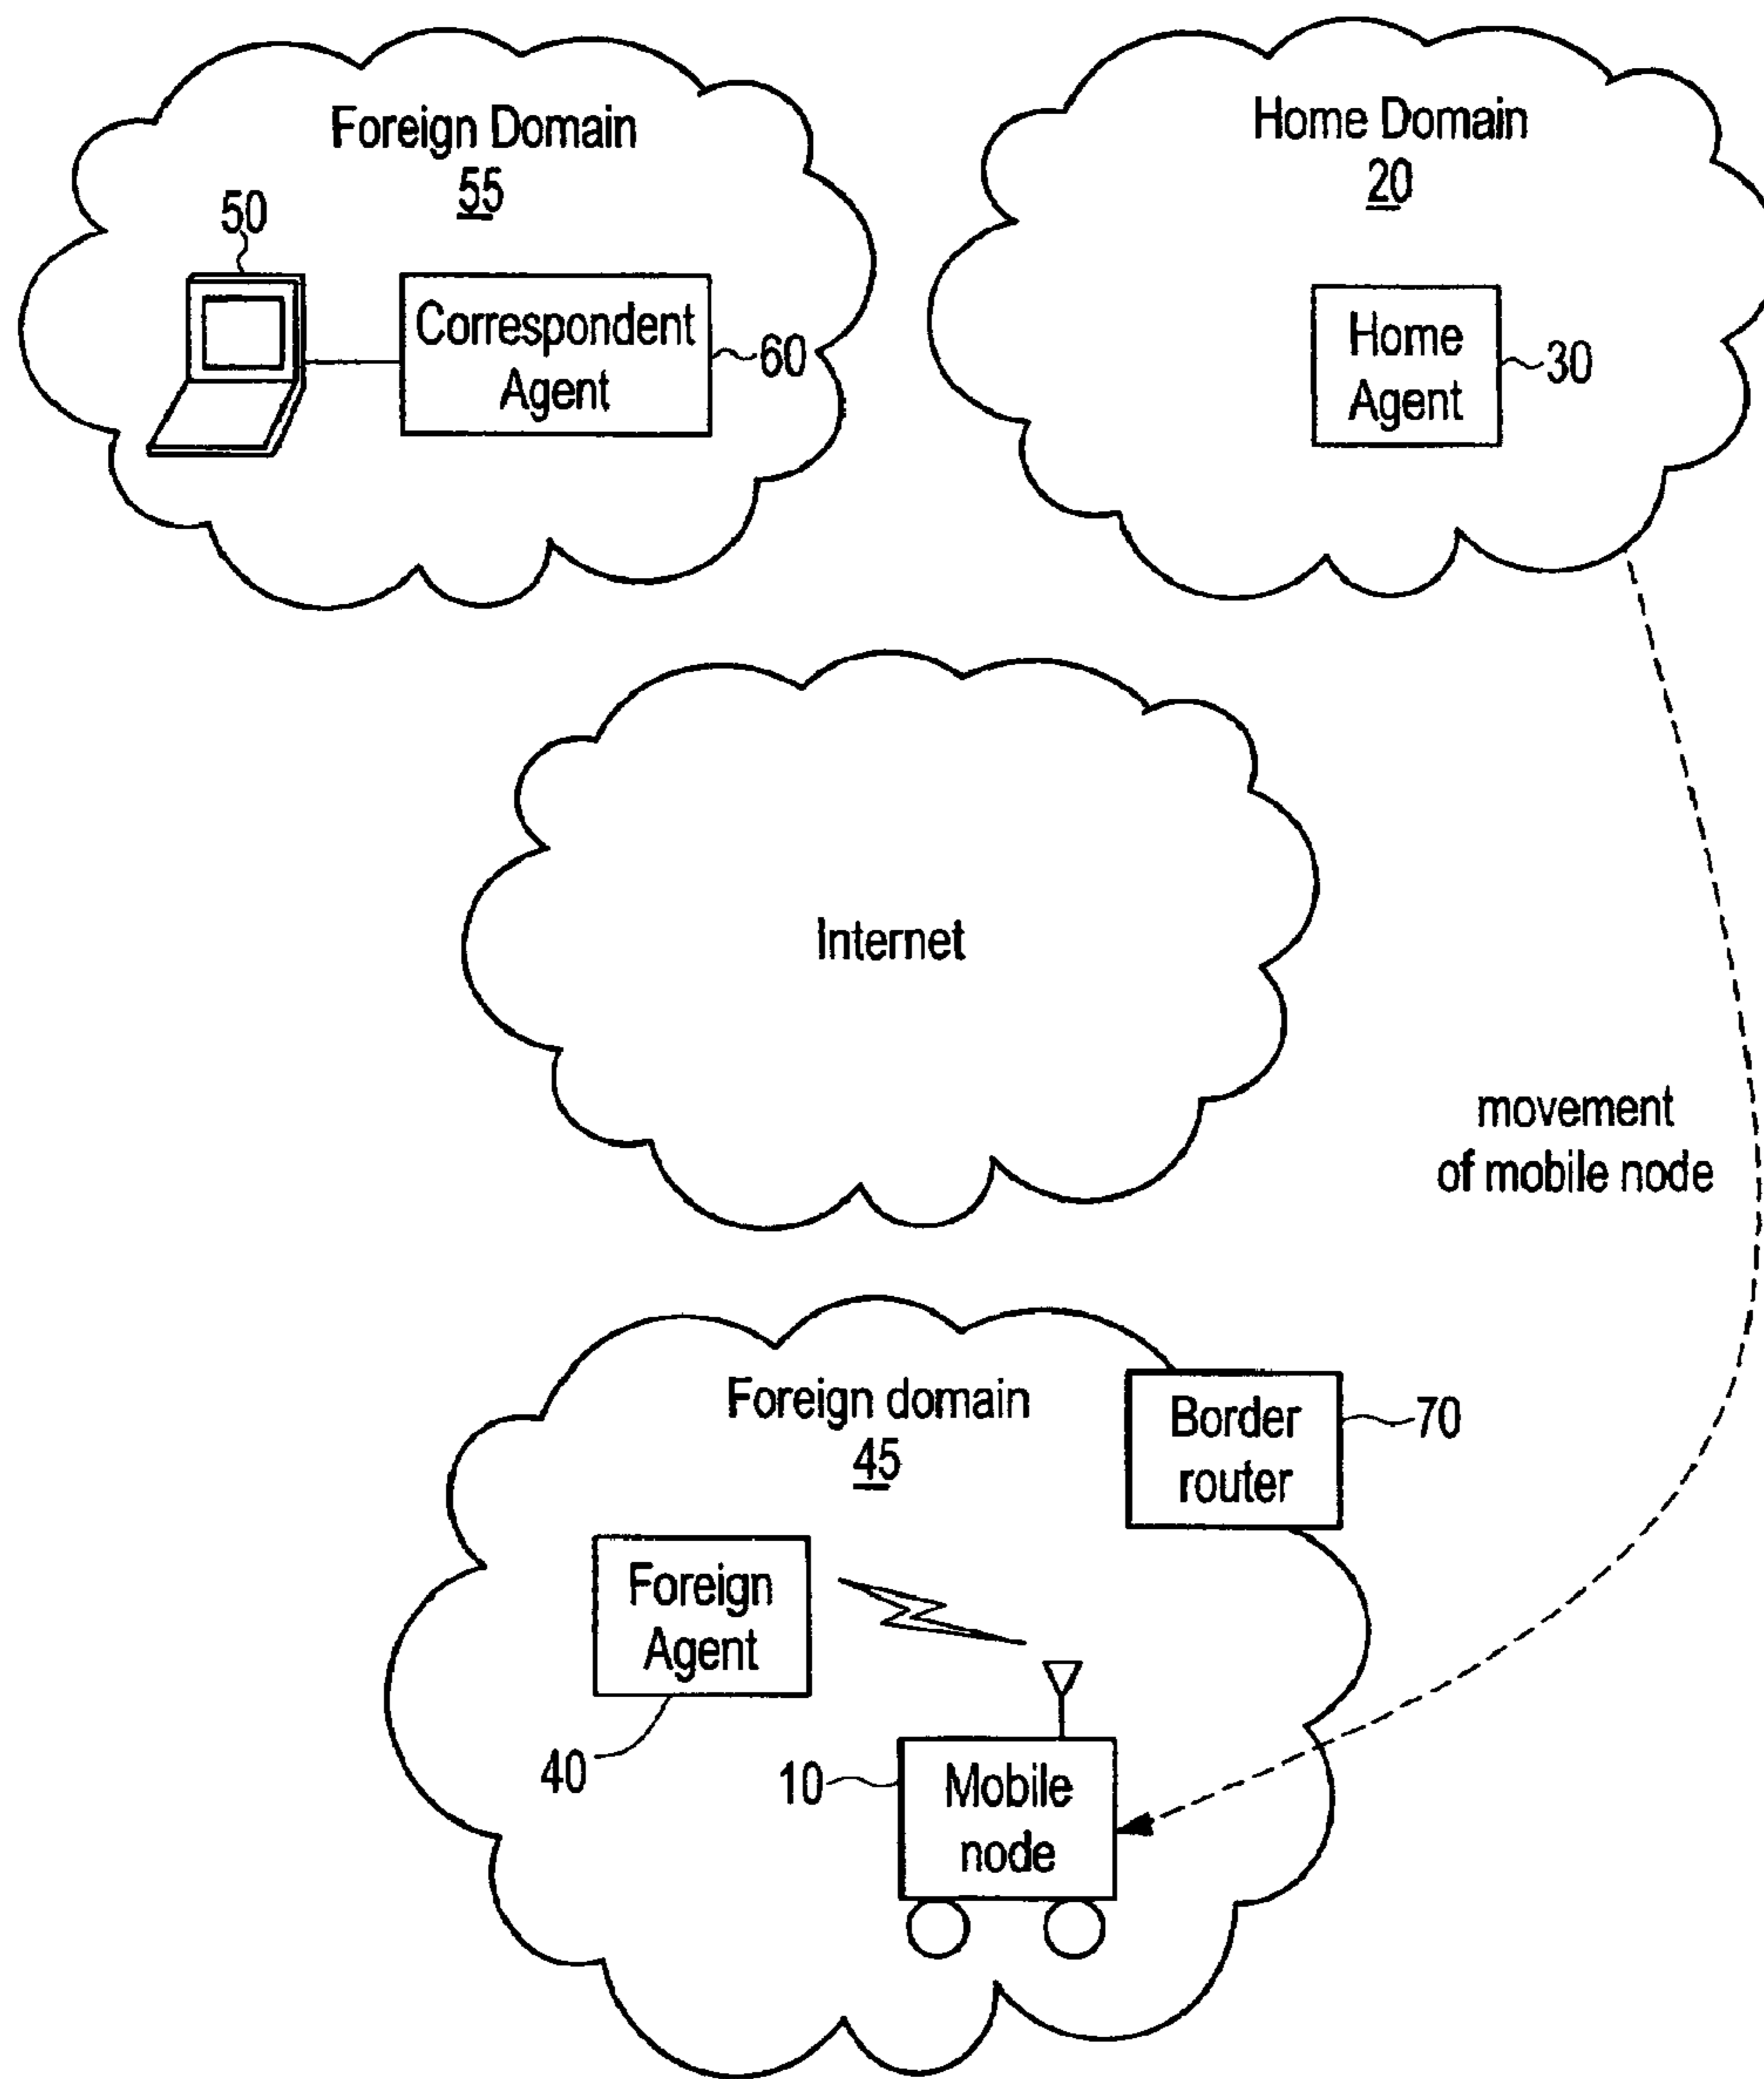 Foreign Domain
55
50
Correspondent
Agent
60
Home Domain
20
Home
Agent
30
Internet
movement
of mobile node
Foreign domain
45
Border
router
70
Foreign
Agent
40
10
Mobile
node